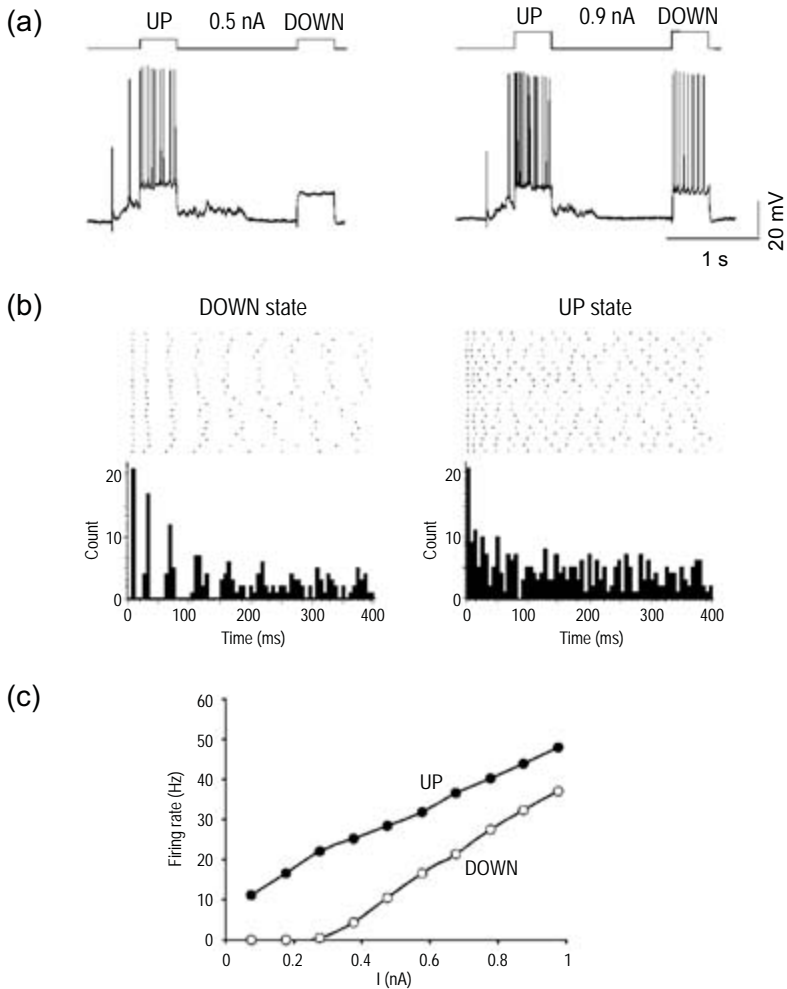 (a)
UP 0.5 nA DOWN
UP 0.9 nA DOWN
20 mV
1 s
(b)
DOWN state
UP state
20
10
0
Count
0 100 200 300 400
Time (ms)
20
10
0
Count
0 100 200 300 400
Time (ms)
(c)
60
50
40
30
20
10
0
Firing rate (Hz)
UP
DOWN
0 0.2 0.4 0.6 0.8 1
I (nA)